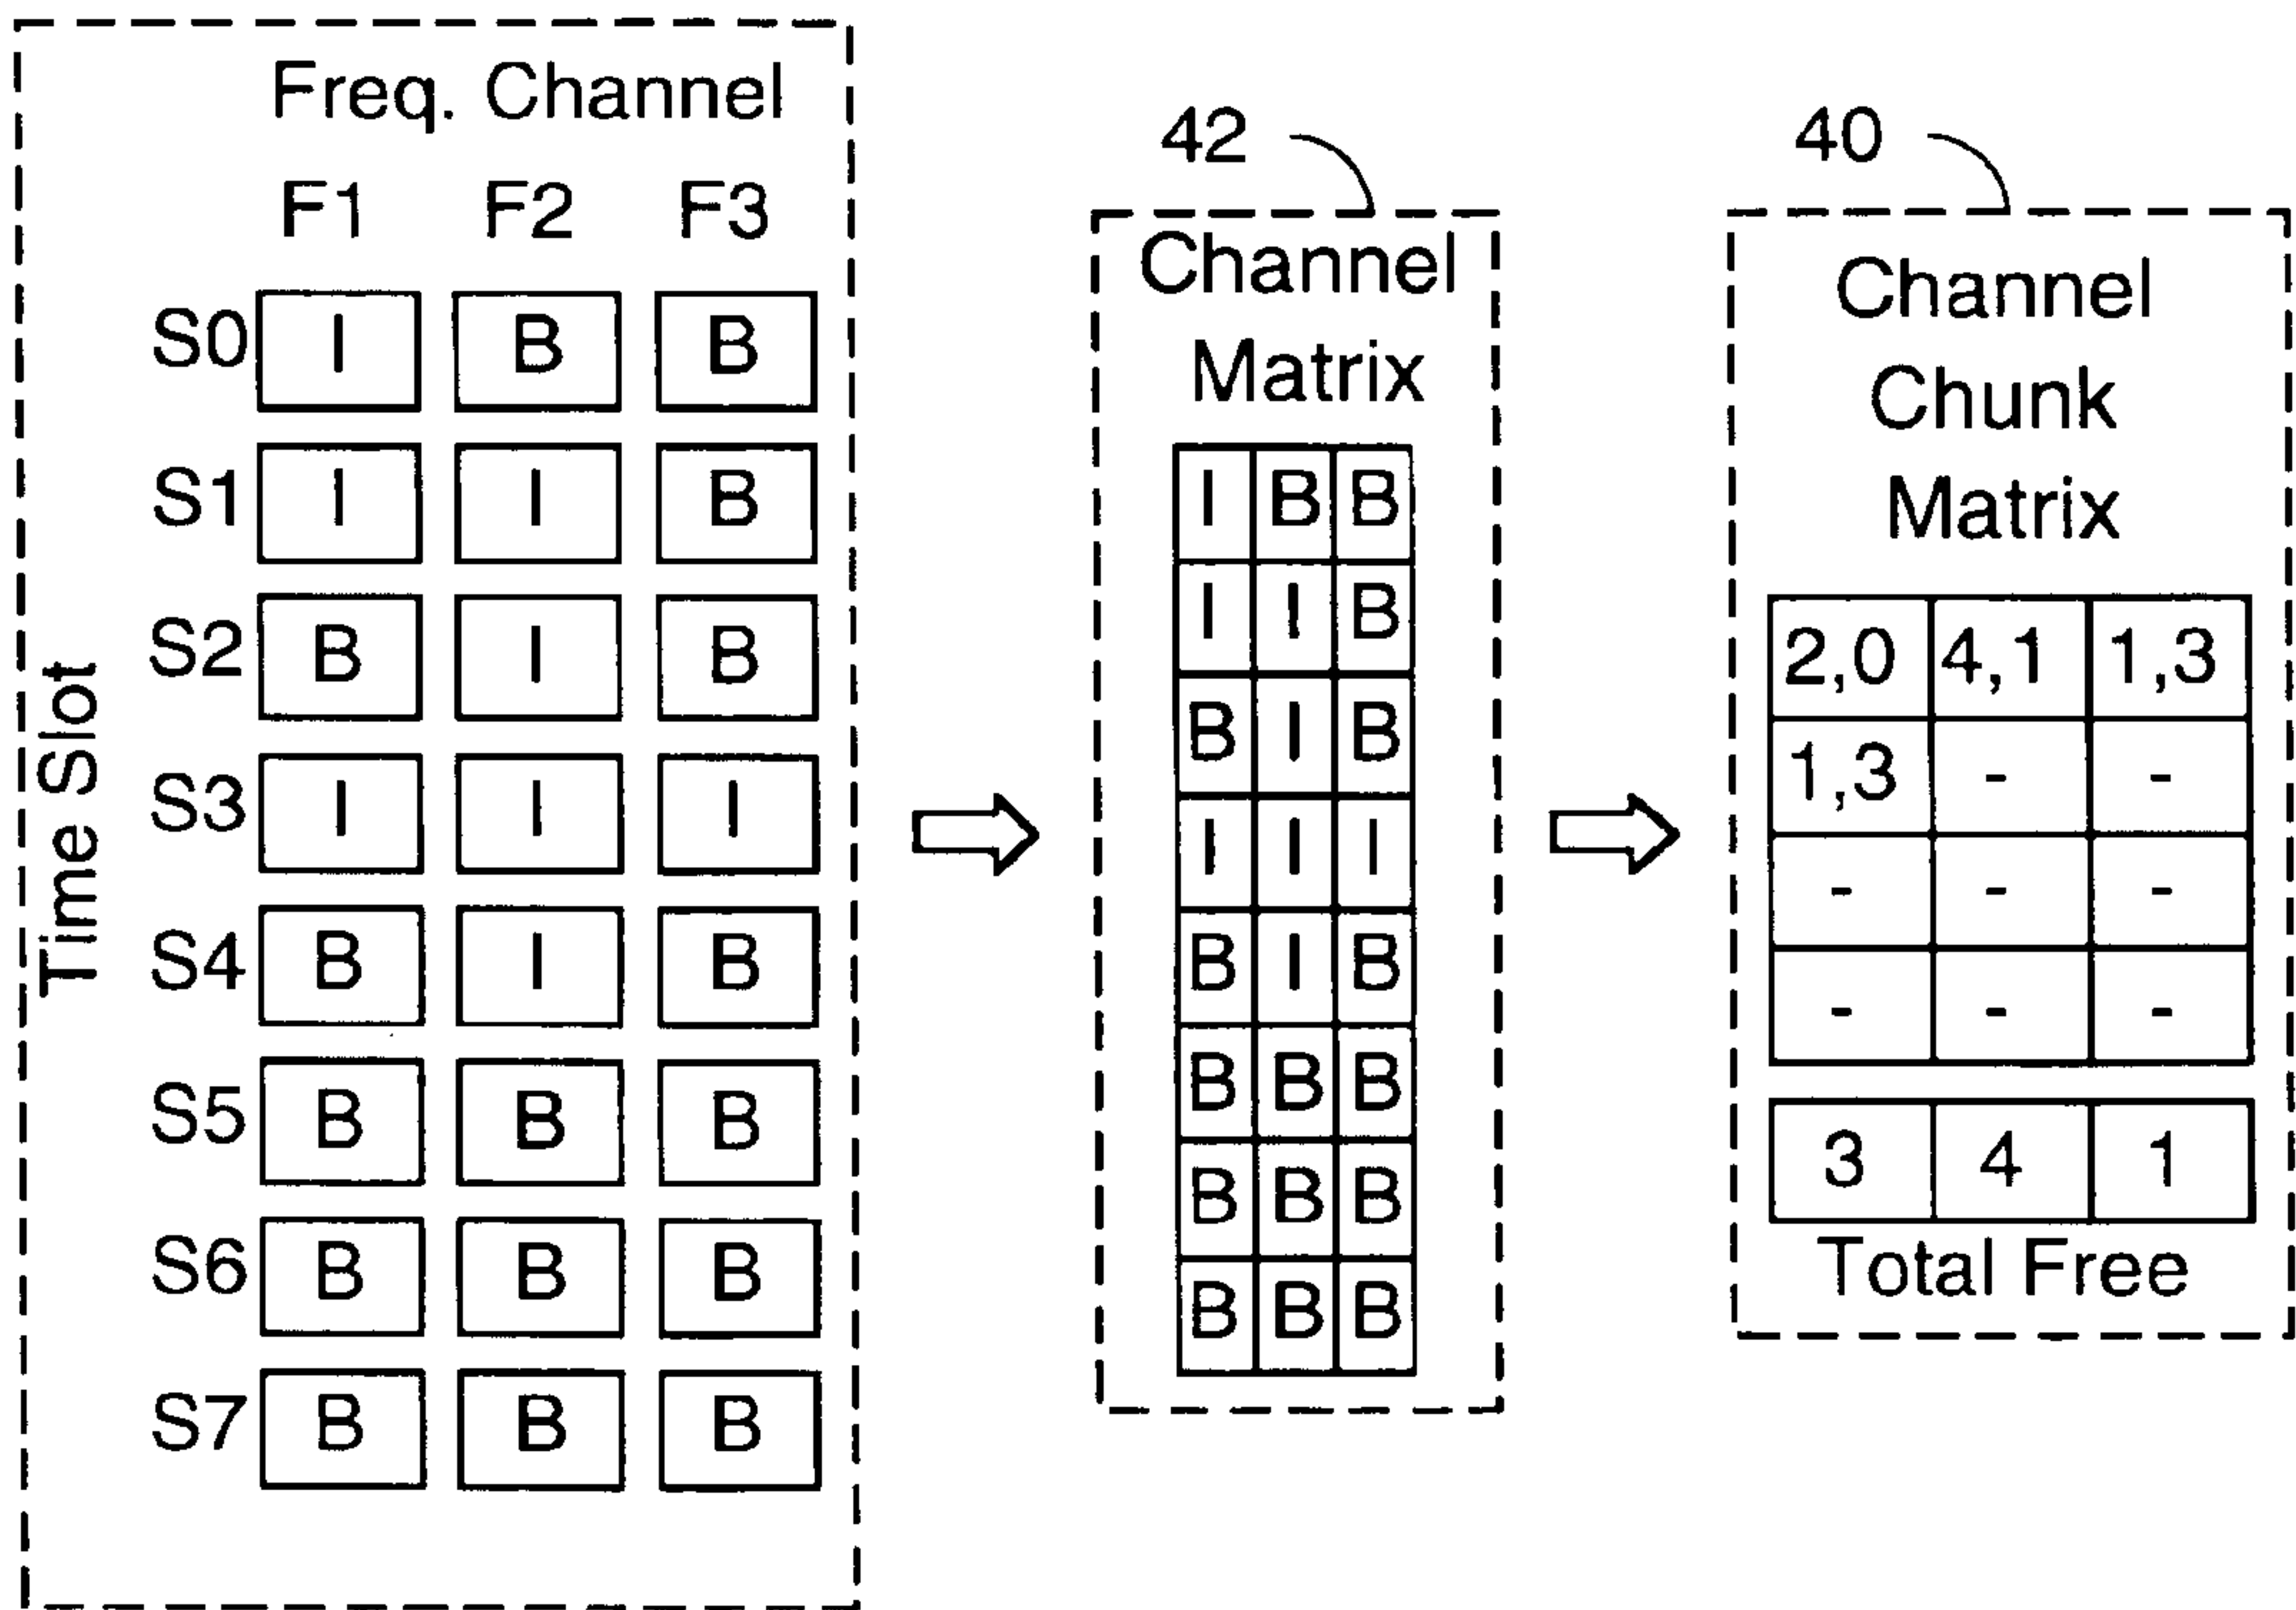 Freq. Channel
F1 F2 F3
Time Slot
S0 I B B
S1 I I B
S2 B I B
S3 I I I
S4 B I B
S5 B B B
S6 B B B
S7 B B B
42
Channel
Matrix
I B B
I I B
B I B
I I I
B I B
B B B
B B B
B B B
40
Channel
Chunk
Matrix
2,0 4,1 1,3
1,3 - -
- - -
- - -
3 4 1
Total Free